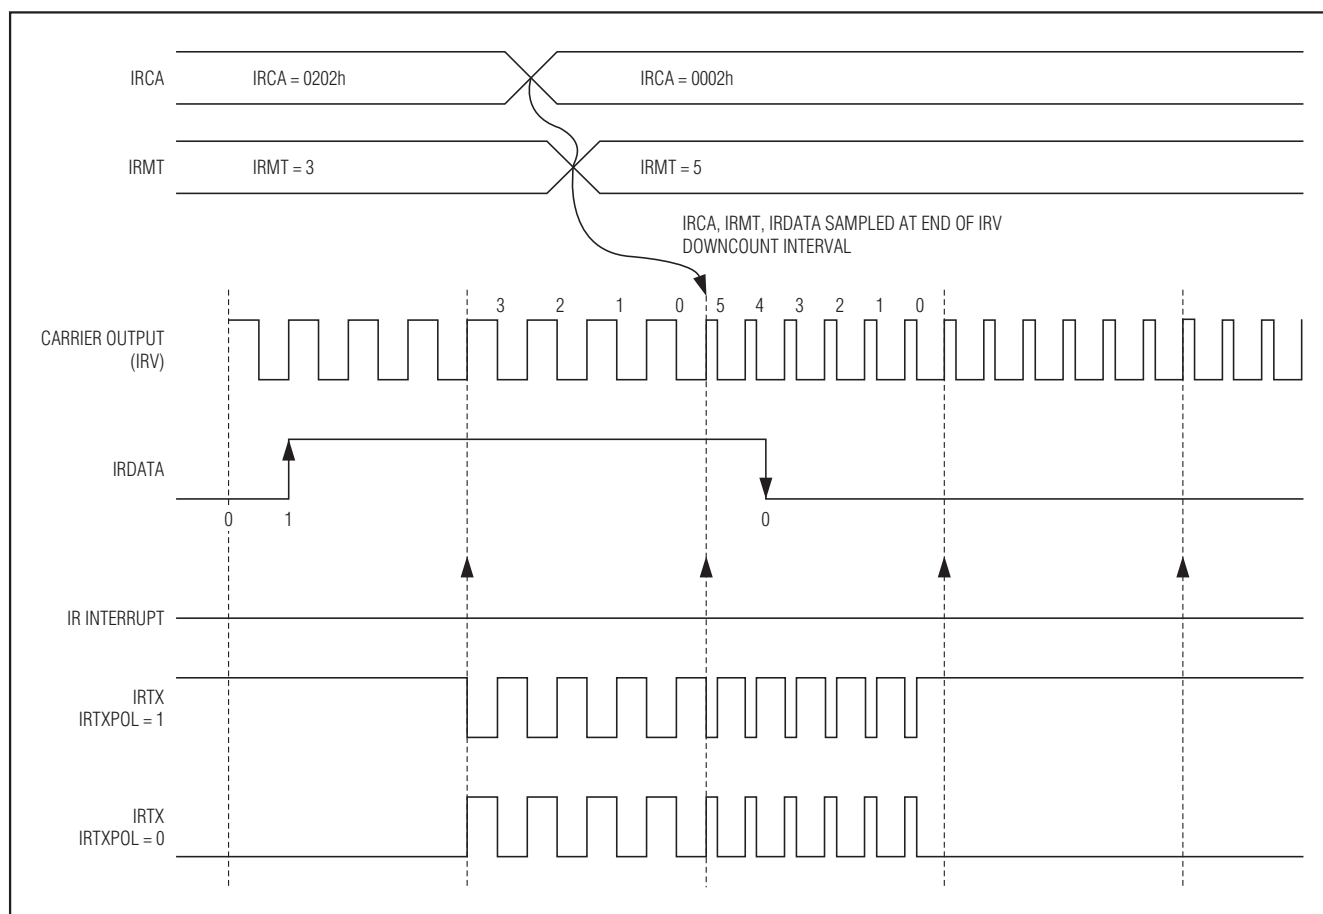 IRCA
IRCA = 0202h
IRCA = 0002h
IRMT
IRMT = 3
IRMT = 5
IRCA, IRMT, IRDATA SAMPLED AT END OF IRV
DOWNCOUNT INTERVAL
3 2 1 0 5 4 3 2 1 0
CARRIER OUTPUT
(IRV)
IRDATA
0 1 0
IR INTERRUPT
IRTX
IRTXPOL = 1
IRTX
IRTXPOL = 0